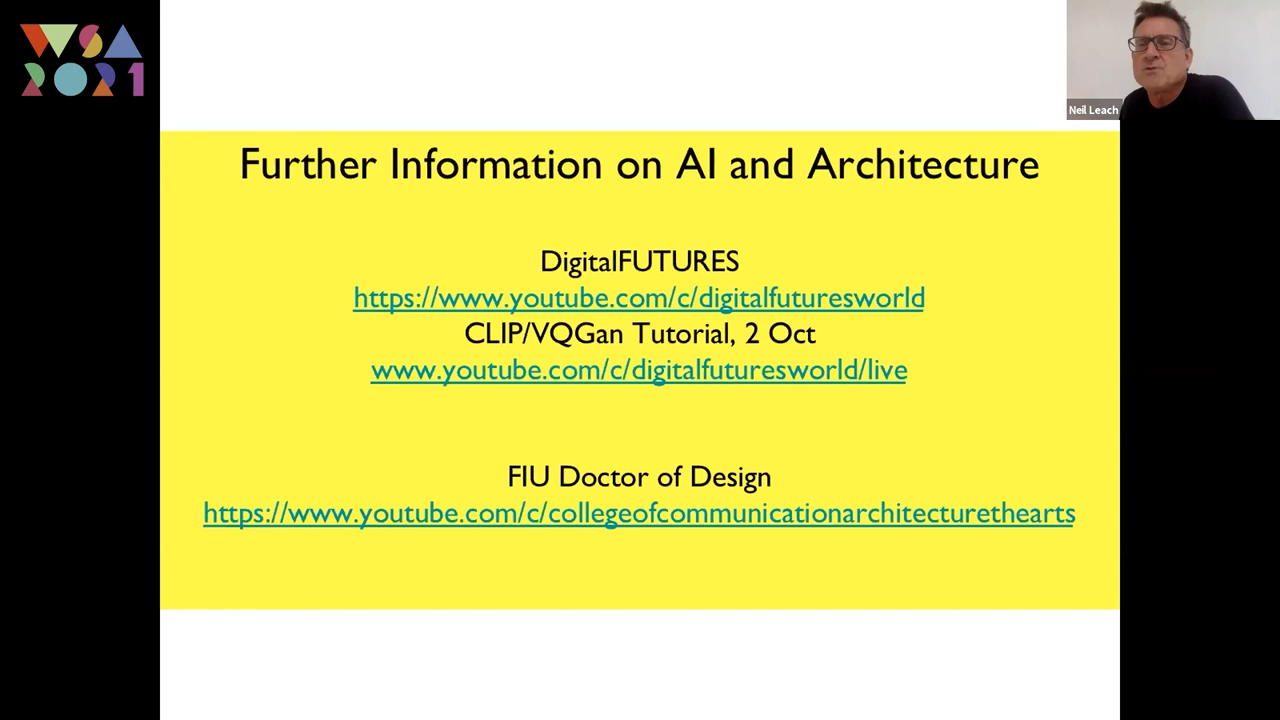 WSA
2021
Neil Leach
Further Information on AI and Architecture
DigitalFUTURES
https://www.youtube.com/c/digitalfuturesworld
CLIP/VQGan Tutorial, 2 Oct
www.youtube.com/c/digitalfuturesworld/live
FIU Doctor of Design
https://www.youtube.com/c/collegeofcommunicationarchitecturethearts